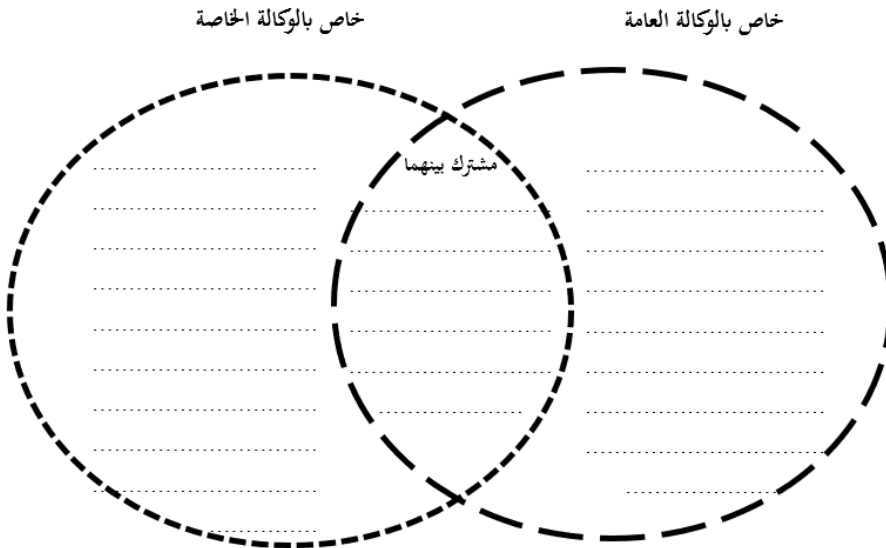 خاص بالوكالة العامة
خاص بالوكالة الخاصة
مشترك بينهما